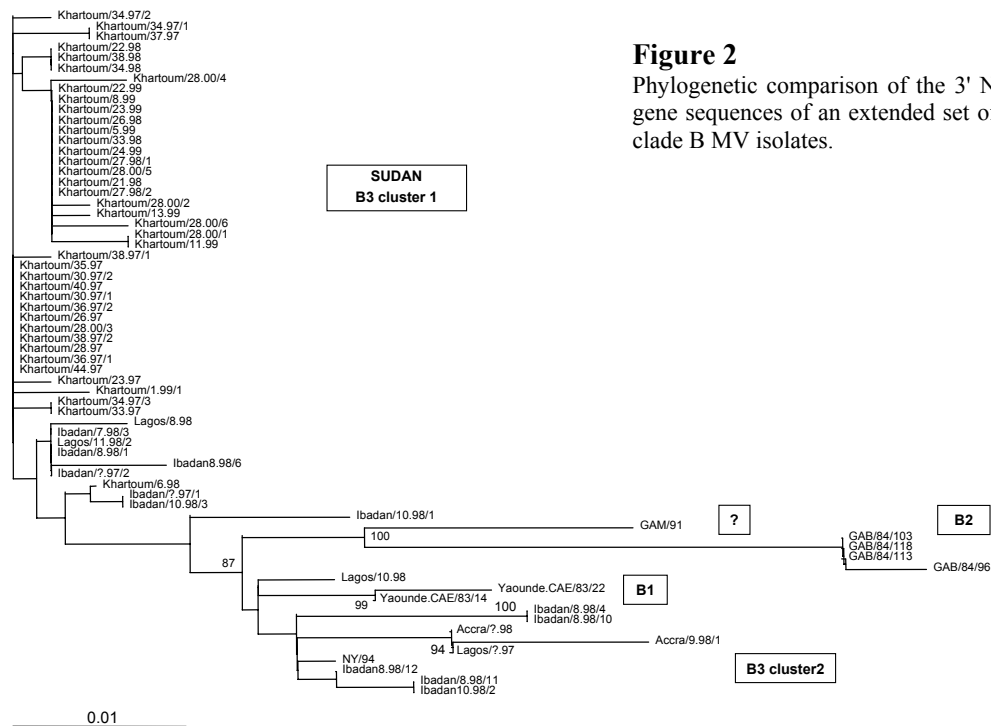 Khartoum/34.97/2
Khartoum/34.97/1
Khartoum/37.97
Khartoum/22.98
Khartoum/38.98
Khartoum/34.98
Khartoum/28.00/4
Khartoum/22.99
Khartoum/8.99
Khartoum/23.99
Khartoum/26.98
Khartoum/5.99
Khartoum/33.98
Khartoum/24.99
Khartoum/27.98/1
Khartoum/28.00/5
Khartoum/21.98
Khartoum/27.98/2
Khartoum/28.00/2
Khartoum/13.99
Khartoum/28.00/6
Khartoum/28.00/1
Khartoum/11.99
Khartoum/38.97/1
Khartoum/35.97
Khartoum/30.97/2
Khartoum/40.97
Khartoum/30.97/1
Khartoum/36.97/2
Khartoum/26.97
Khartoum/28.00/3
Khartoum/38.97/2
Khartoum/28.97
Khartoum/36.97/1
Khartoum/44.97
Khartoum/23.97
Khartoum/1.99/1
Khartoum/34.97/3
Khartoum/33.97
Lagos/8.98
Ibadan/7.98/3
Lagos/11.98/2
Ibadan/8.98/1
Ibadan8.98/6
Ibadan/?.97/2
Khartoum/6.98
Ibadan/?.97/1
Ibadan/10.98/3
Ibadan/10.98/1
GAM/91
100
GAB/84/103
GAB/84/118
GAB/84/113
GAB/84/96
87
Lagos/10.98
Yaounde.CAE/83/22
99
Yaounde.CAE/83/14
100
Ibadan/8.98/4
Ibadan/8.98/10
Accra/?.98
Accra/9.98/1
94
Lagos/?.97
NY/94
Ibadan8.98/12
Ibadan/8.98/11
Ibadan10.98/2
0.01
SUDAN
B3 cluster 1
?
B2
B1
B3 cluster2
Figure 2
Phylogenetic comparison of the 3' N
gene sequences of an extended set of
clade B MV isolates.